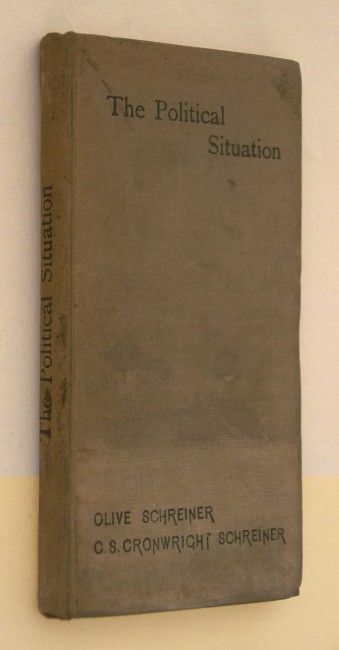 The Political
Situation
OLIVE SCHREINER
C.S. CRONWRIGHT SCHREINER
The Political Situation